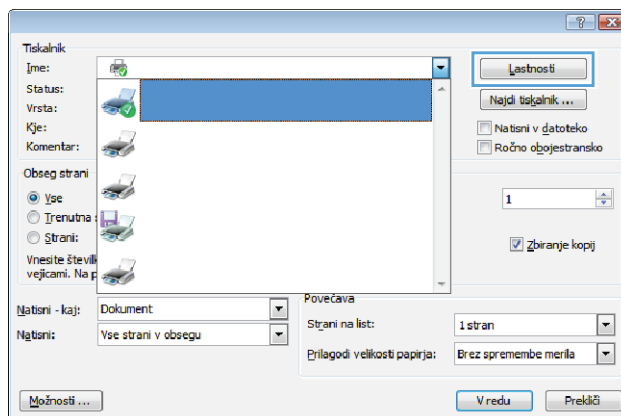 Tiskalnik
Ime:
Lastnosti
Status:
Najdi tiskalnik ...
Vrsta:
Kje:
Natisni v datoteko
Komentar:
Ročno obojestransko
Obseg strani
Vse
1
Trenutna
Strani:
Zbiranje kopij
Vnesite števil
vejicami. Na p
Povečava
Natisni - kaj: Dokument
Strani na list: 1 stran
Natisni: Vse strani v obsegu
Prilagodi velikosti papirja: Brez spremembe merila
Možnosti ...
V redu
Prekliči